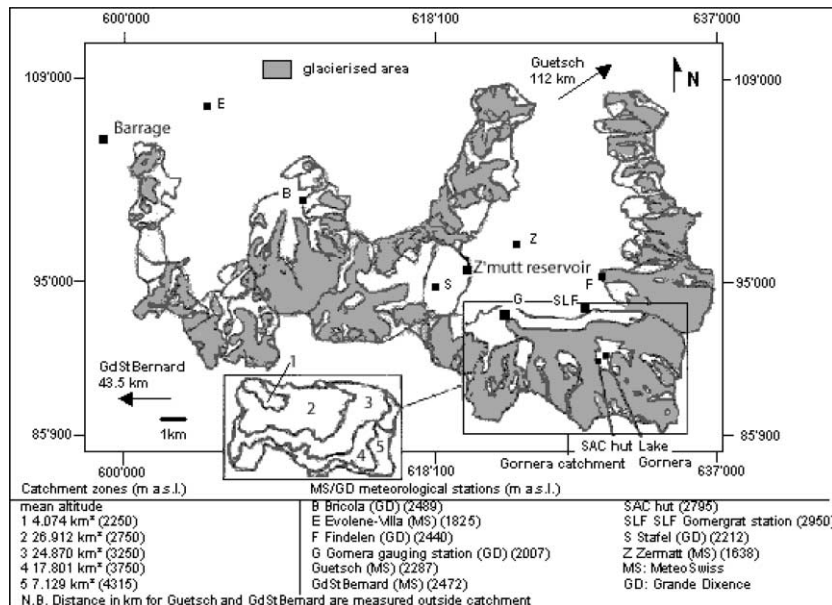 600'000 618'100 637'000
109'000 109'000
glacierised area
Guetsch
112 km
N
E
Barrage
B
Z
Z'mutt reservoir
95'000 95'000
S
F
G SLF
GdStBernard
43.5 km
1
2
3
4
5
1km
85'900 85'900
SAC hut Lake
Gornera catchment Gornera
600'000 618'100 637'000
Catchment zones (m a.s.l.) MS/GD meteorological stations (m a.s.l.)
mean altitude B Bricola (GD) (2489) SAC hut (2795)
1 4.074 km² (2250) E Evolene-Villa (MS) (1825) SLF SLF Gornergrat station (2950)
2 26.912 km² (2750) F Findelen (GD) (2440) S Stafel (GD) (2212)
3 24.870 km² (3250) G Gornera gauging station (GD) (2007) Z Zermatt (MS) (1638)
4 17.801 km² (3750) Guetsch (MS) (2287) MS: MeteoSwiss
5 7.129 km² (4315) GdStBernard (MS) (2472) GD: Grande Dixence
N.B. Distance in km for Guetsch and GdStBernard are measured outside catchment